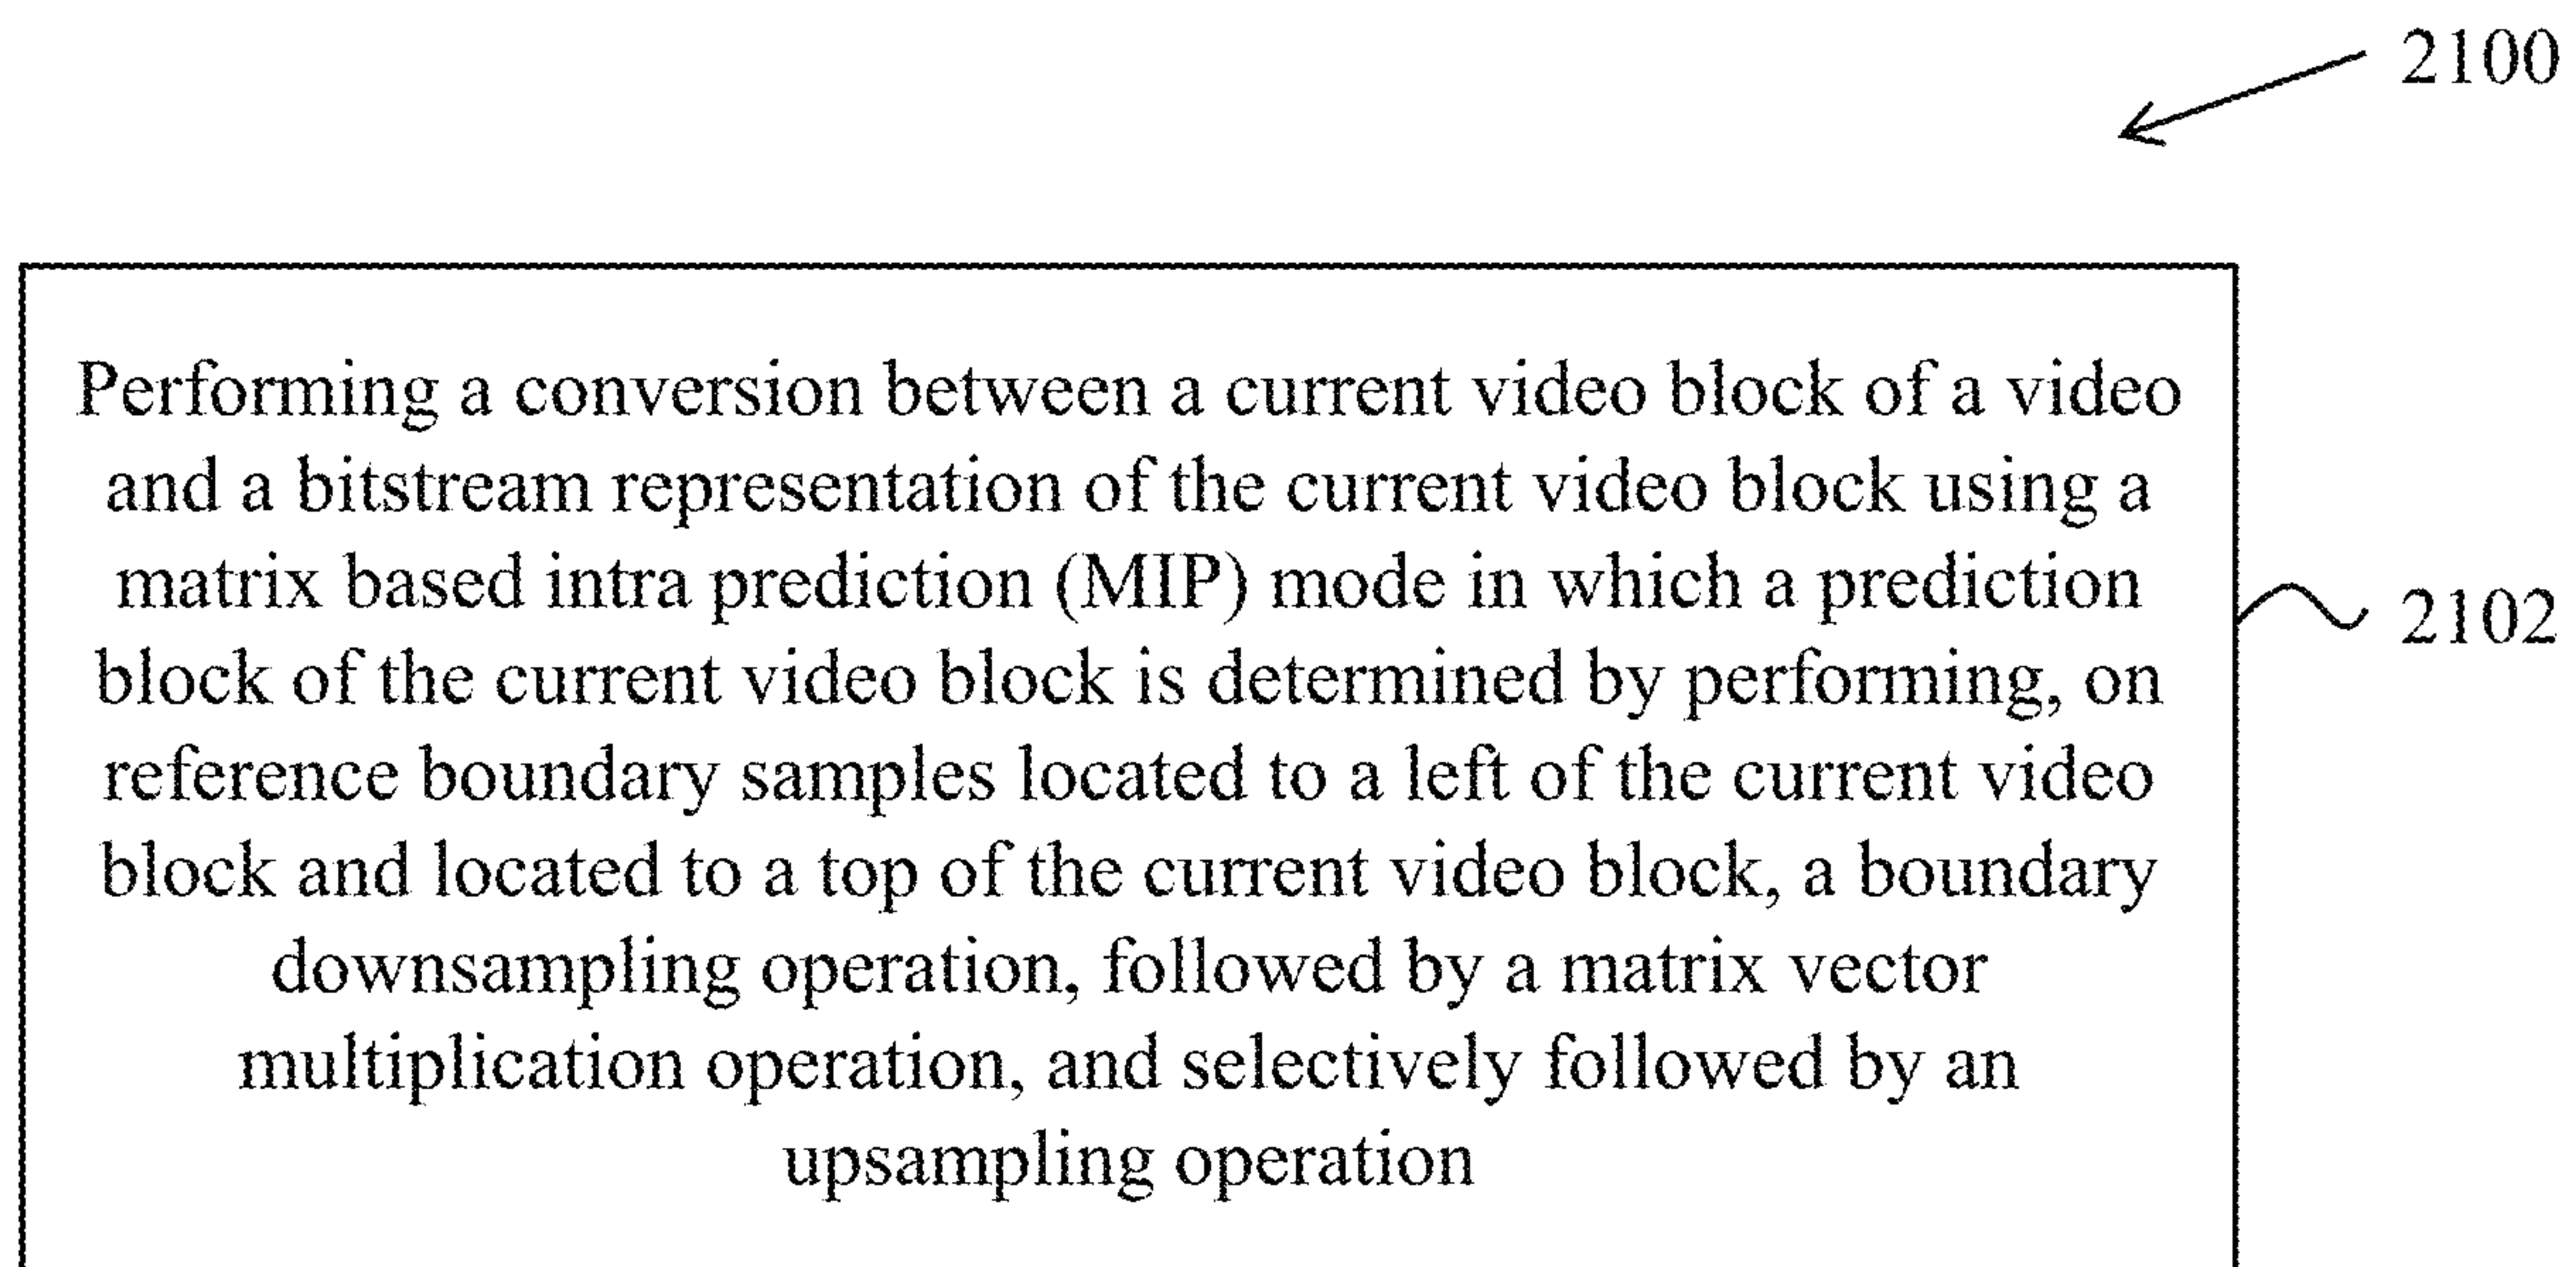 2100
Performing a conversion between a current video block of a video
and a bitstream representation of the current video block using a
matrix based intra prediction (MIP) mode in which a prediction
2102
block of the current video block is determined by performing, on
reference boundary samples located to a left of the current video
block and located to a top of the current video block, a boundary
downsampling operation, followed by a matrix vector
multiplication operation, and selectively followed by an
upsampling operation